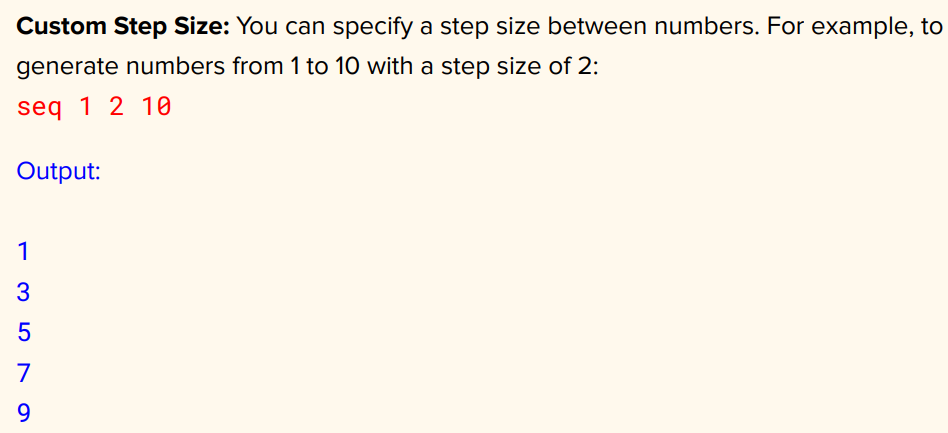 Custom Step Size: You can specify a step size between numbers. For example, to
generate numbers from 1 to 10 with a step size of 2:
seq 1 2 10
Output:
1
3
5
7
9